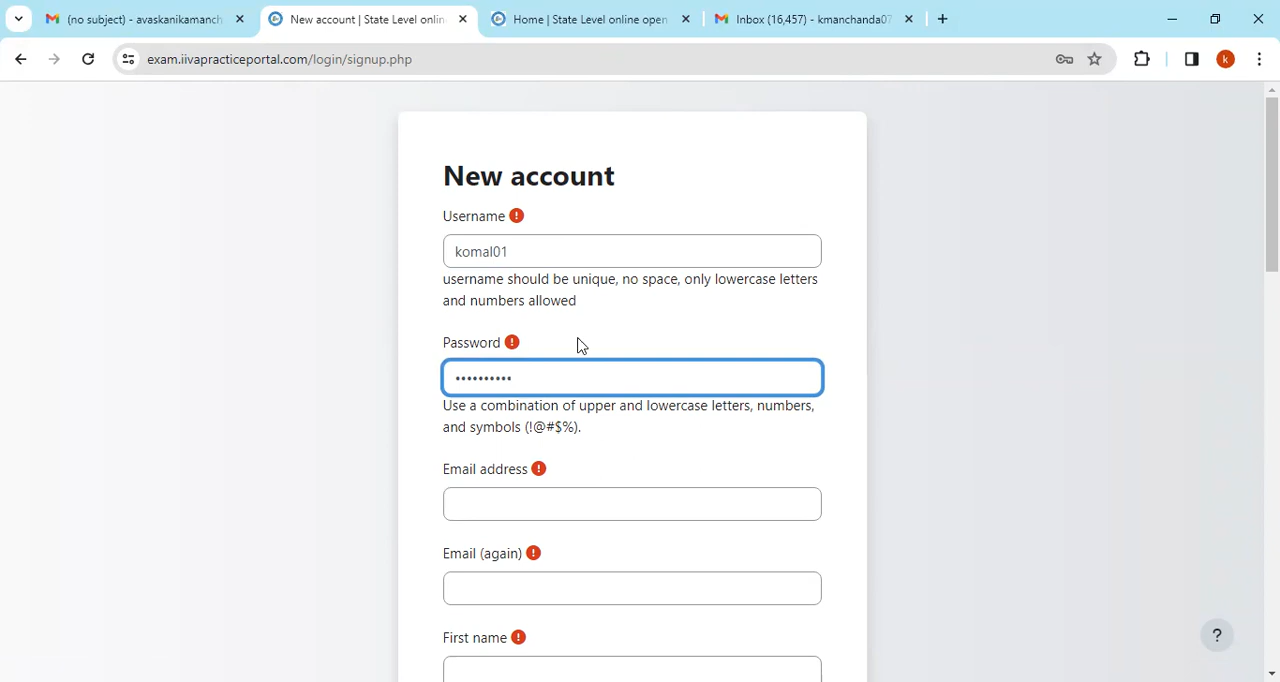 (no subject) - avaskanikamanch
New account | State Level onlin
Home | State Level online open
Inbox (16,457) - kmanchanda07
exam.iivapracticeportal.com/login/signup.php
k
New account
Username
komal01
username should be unique, no space, only lowercase letters
and numbers allowed
Password
••••••••••
Use a combination of upper and lowercase letters, numbers,
and symbols (!@#$%).
Email address
Email (again)
First name
?